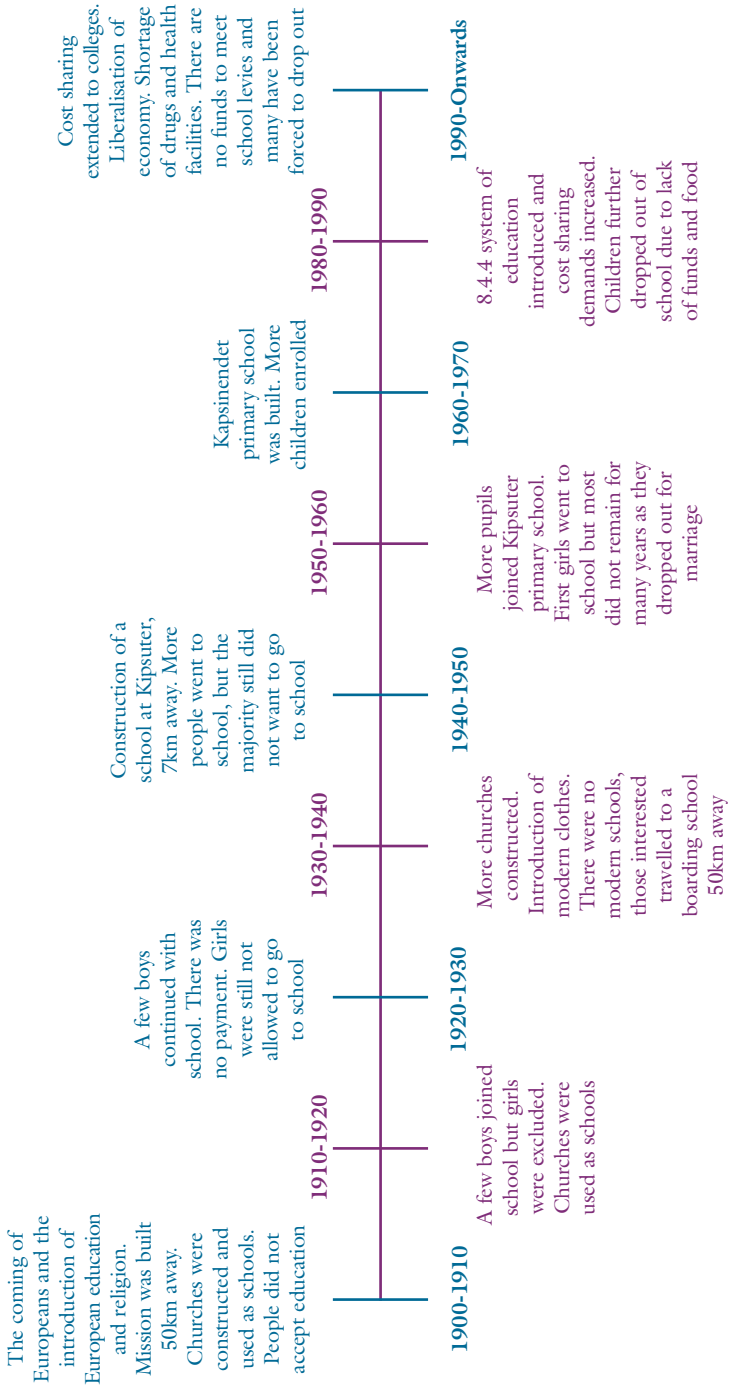 The coming of
Europeans and the
introduction of
European education
and religion.
Mission was built
50km away.
Churches were
constructed and
used as schools.
People did not
accept education
1900-1910
1910-1920
A few boys joined
school but girls
were excluded.
Churches were
used as schools
A few boys
continued with
school. There was
no payment. Girls
were still not
allowed to go
to school
1920-1930
1930-1940
More churches
constructed.
Introduction of
modern clothes.
There were no
modern schools,
those interested
travelled to a
boarding school
50km away
Construction of a
school at Kipsuter,
7km away. More
people went to
school, but the
majority still did
not want to go
to school
1940-1950
1950-1960
More pupils
joined Kipsuter
primary school.
First girls went to
school but most
did not remain for
many years as they
dropped out for
marriage
Kapsinendet
primary school
was built. More
children enrolled
1960-1970
1980-1990
8.4.4 system of
education
introduced and
cost sharing
demands increased.
Children further
dropped out of
school due to lack
of funds and food
Cost sharing
extended to colleges.
Liberalisation of
economy. Shortage
of drugs and health
facilities. There are
no funds to meet
school levies and
many have been
forced to drop out
1990-Onwards